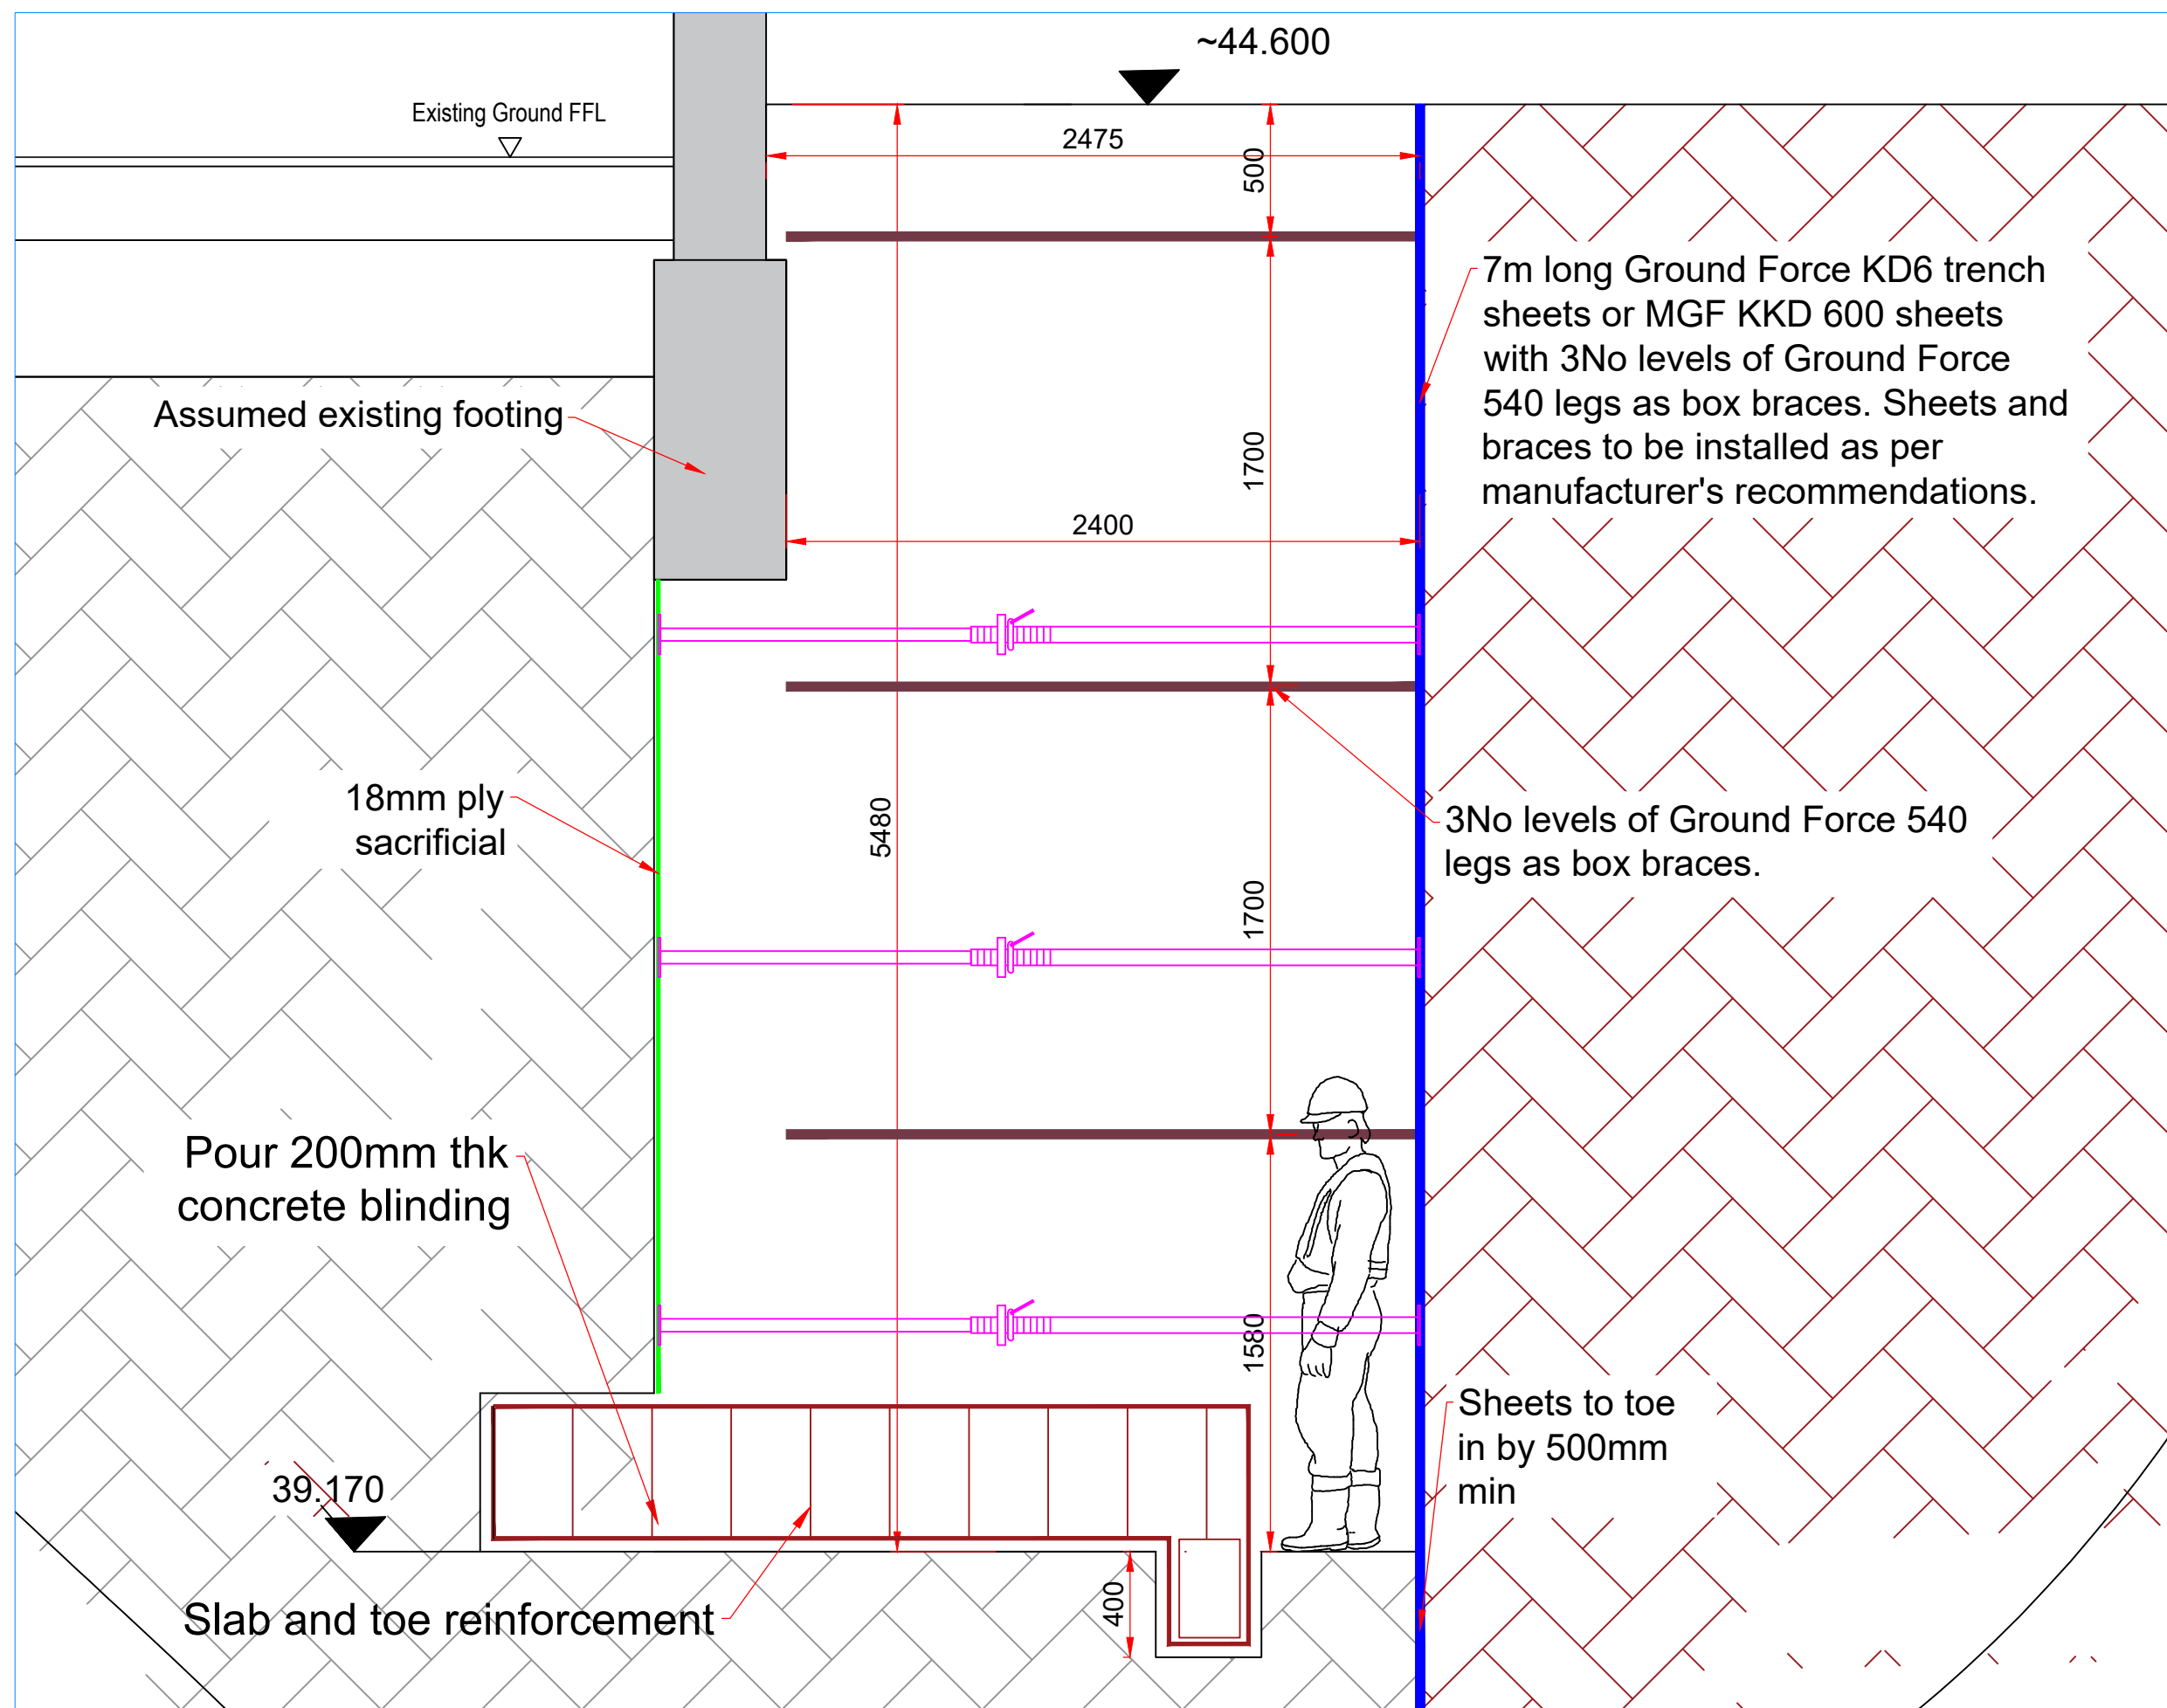 ~44.600
Existing Ground FFL
2475
500
7m long Ground Force KD6 trench
sheets or MGF KKD 600 sheets
with 3No levels of Ground Force
540 legs as box braces. Sheets and
braces to be installed as per
manufacturer's recommendations.
Assumed existing footing
1700
2400
18mm ply
sacrificial
5480
3No levels of Ground Force 540
legs as box braces.
1700
Pour 200mm thk
concrete blinding
1580
Sheets to toe
in by 500mm
min
39.170
400
Slab and toe reinforcement